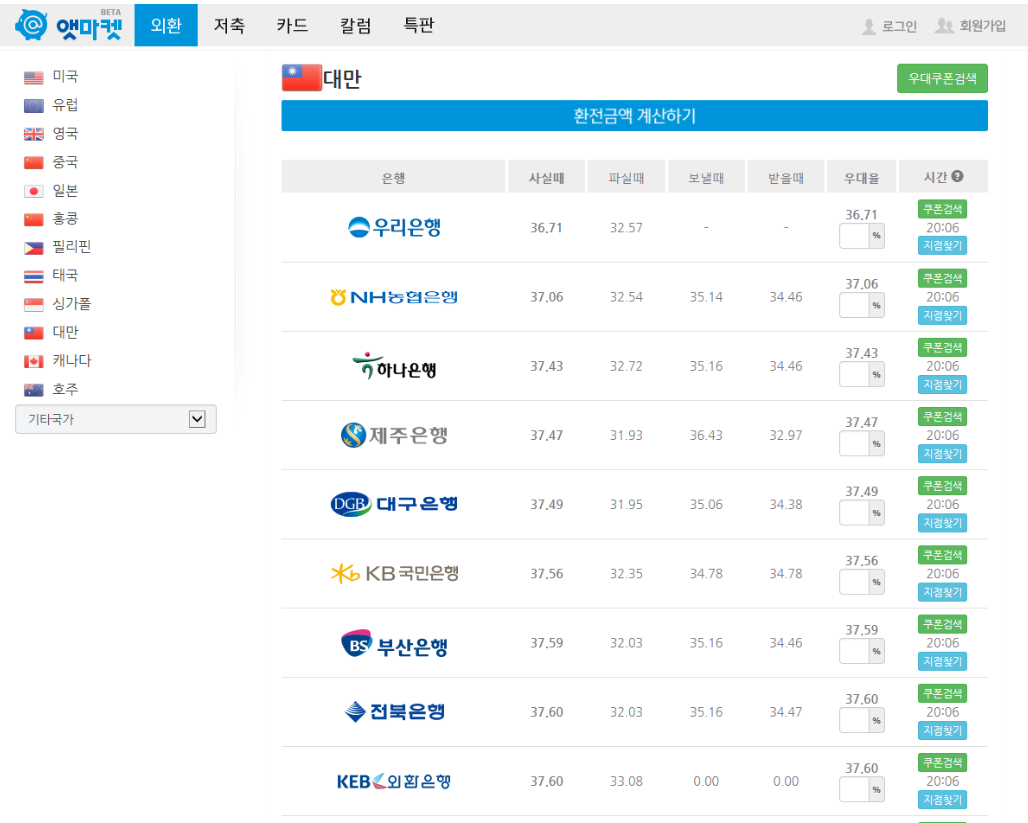 BETA
앳마켓 외환 저축 카드 칼럼 특판 로그인 회원가입
미국
유럽
영국
중국
일본
홍콩
필리핀
태국
싱가폴
대만
캐나다
호주
기타국가
대만 우대쿠폰검색
환전금액 계산하기
은행 사실때 파실때 보낼때 받을때 우대율 시간 ?
우리은행 36.71 32.57 - - 36.71 % 쿠폰검색 20:06 지점찾기
NH농협은행 37.06 32.54 35.14 34.46 37.06 % 쿠폰검색 20:06 지점찾기
하나은행 37.43 32.72 35.16 34.46 37.43 % 쿠폰검색 20:06 지점찾기
제주은행 37.47 31.93 36.43 32.97 37.47 % 쿠폰검색 20:06 지점찾기
DGB 대구은행 37.49 31.95 35.06 34.38 37.49 % 쿠폰검색 20:06 지점찾기
KB국민은행 37.56 32.35 34.78 34.78 37.56 % 쿠폰검색 20:06 지점찾기
BS 부산은행 37.59 32.03 35.16 34.46 37.59 % 쿠폰검색 20:06 지점찾기
전북은행 37.60 32.03 35.16 34.47 37.60 % 쿠폰검색 20:06 지점찾기
KEB 외환은행 37.60 33.08 0.00 0.00 37.60 % 쿠폰검색 20:06 지점찾기